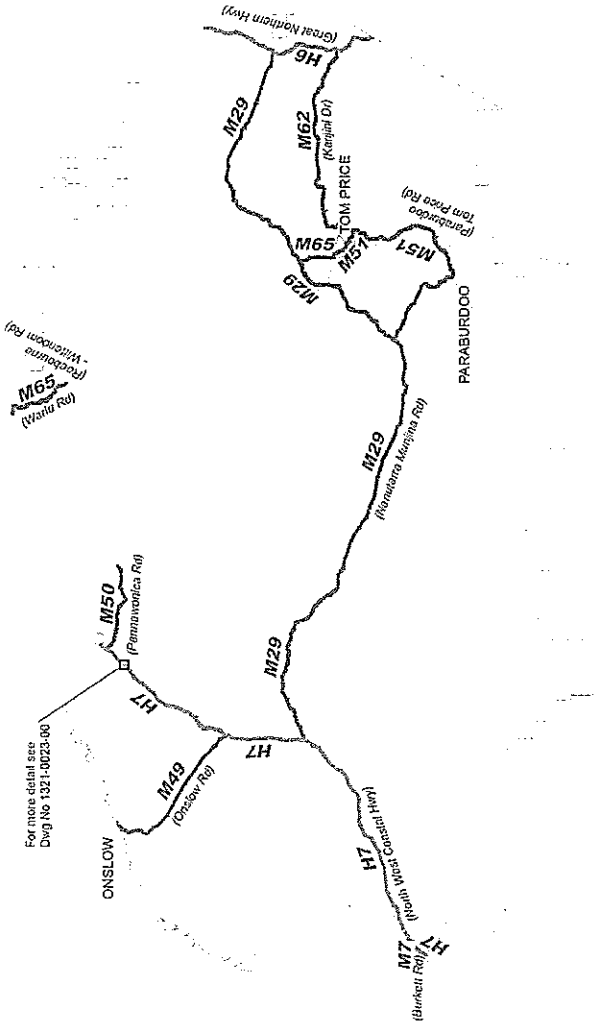 (Great Northern Hwy)
H6
M29
M62
(Karijini Dr)
TOM PRICE
M65
M51
(Paraburdoo
Tom Price Rd)
M51
M29
PARABURDOO
(Roebourne
- Wittenoom Rd)
M65
(Warlu Rd)
M29
(Nanutarra Munjina Rd)
M50
(Pannawonica Rd)
M29
For more detail see
Dwg No 1321-0023-00
H7
H7
M49
(Onslow Rd)
ONSLOW
H7
(North West Coastal Hwy)
M7
H7
(Burkett Rd)